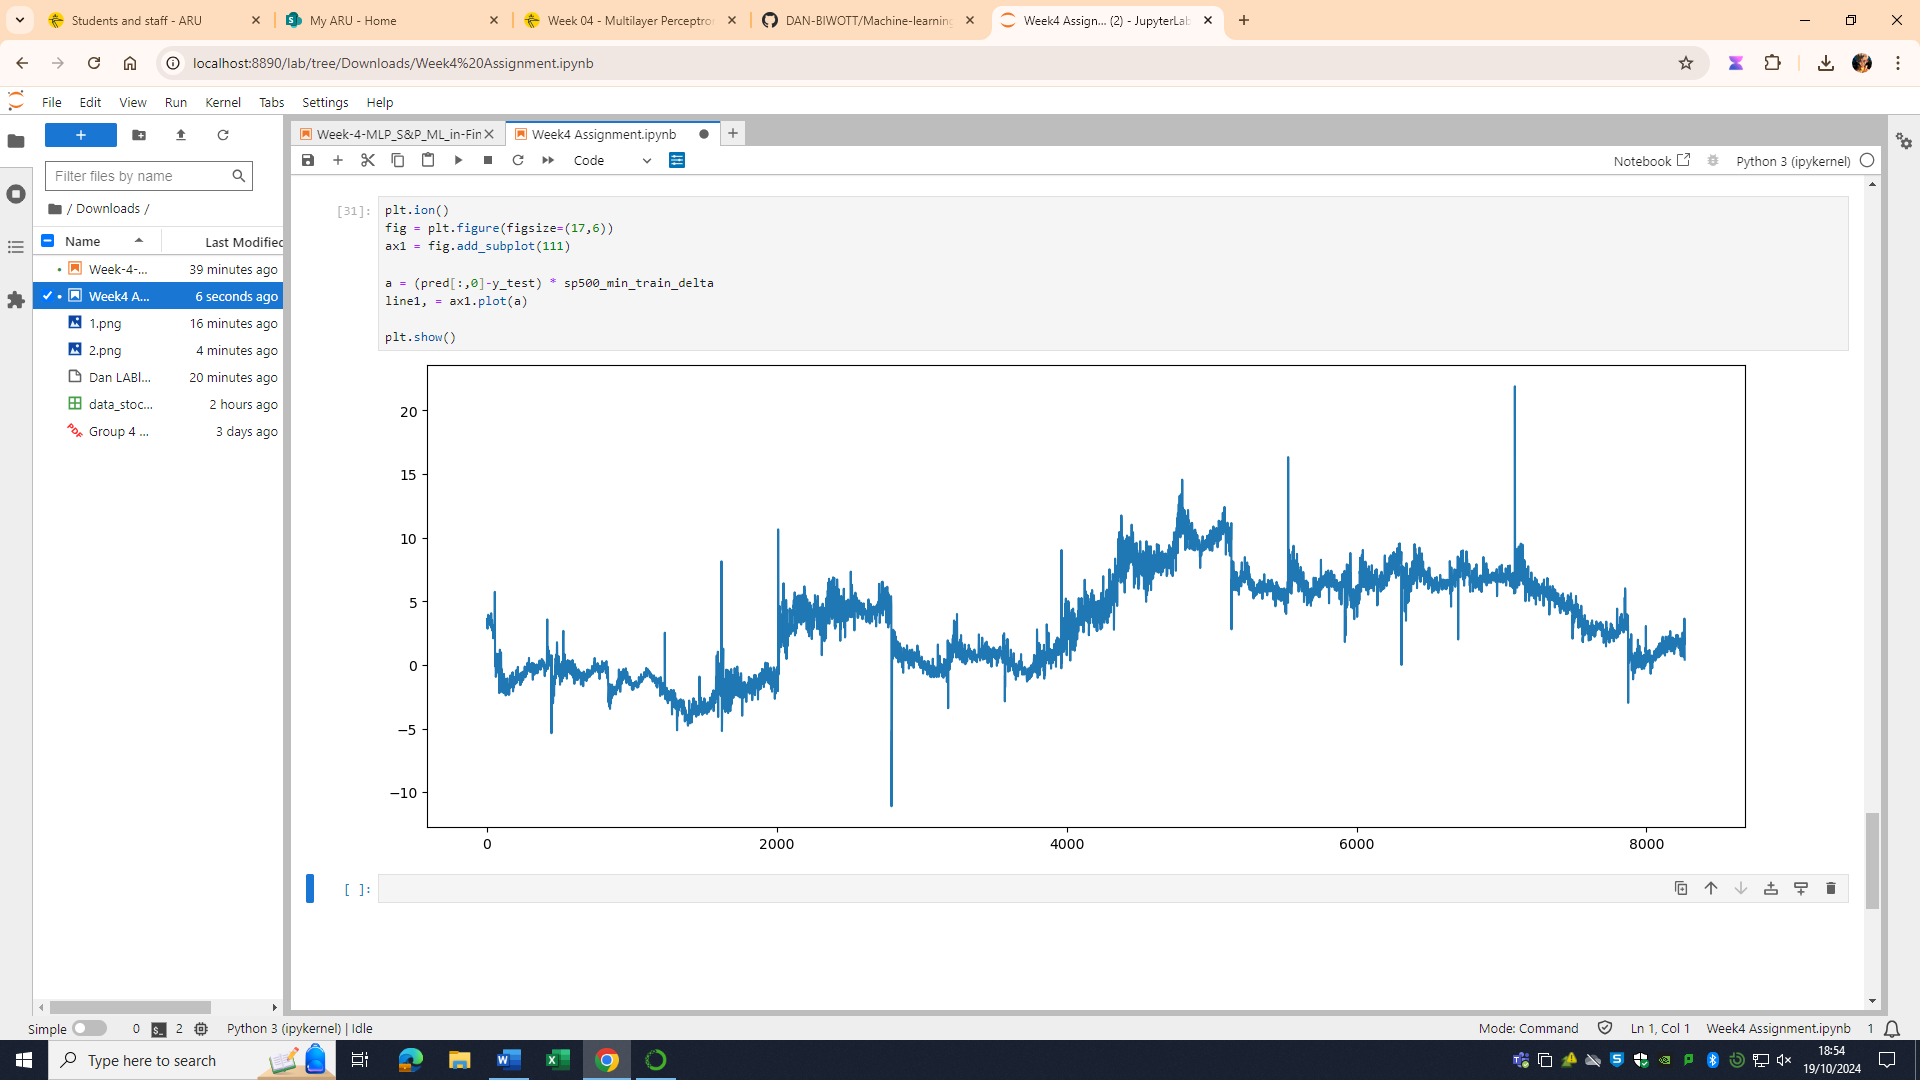 Students and staff - ARU
My ARU - Home
Week 04 - Multilayer Perceptro
DAN-BIWOTT/Machine-learning
Week4 Assign... (2) - JupyterLab
localhost:8890/lab/tree/Downloads/Week4%20Assignment.ipynb
File Edit View Run Kernel Tabs Settings Help
Week-4-MLP_S&P_ML_in-Fin
Week4 Assignment.ipynb
Code
Notebook
Python 3 (ipykernel)
Filter files by name
/ Downloads /
Name Last Modified
Week-4-... 39 minutes ago
Week4 A... 6 seconds ago
1.png 16 minutes ago
2.png 4 minutes ago
Dan LABl... 20 minutes ago
data_stoc... 2 hours ago
Group 4 ... 3 days ago
[31]:
plt.ion()
fig = plt.figure(figsize=(17,6))
ax1 = fig.add_subplot(111)
a = (pred[:,0]-y_test) * sp500_min_train_delta
line1, = ax1.plot(a)
plt.show()
20
15
10
5
0
−5
−10
0 2000 4000 6000 8000
[ ]:
Simple 0 2 Python 3 (ipykernel) | Idle
Mode: Command Ln 1, Col 1 Week4 Assignment.ipynb 1
Type here to search
18:54
19/10/2024